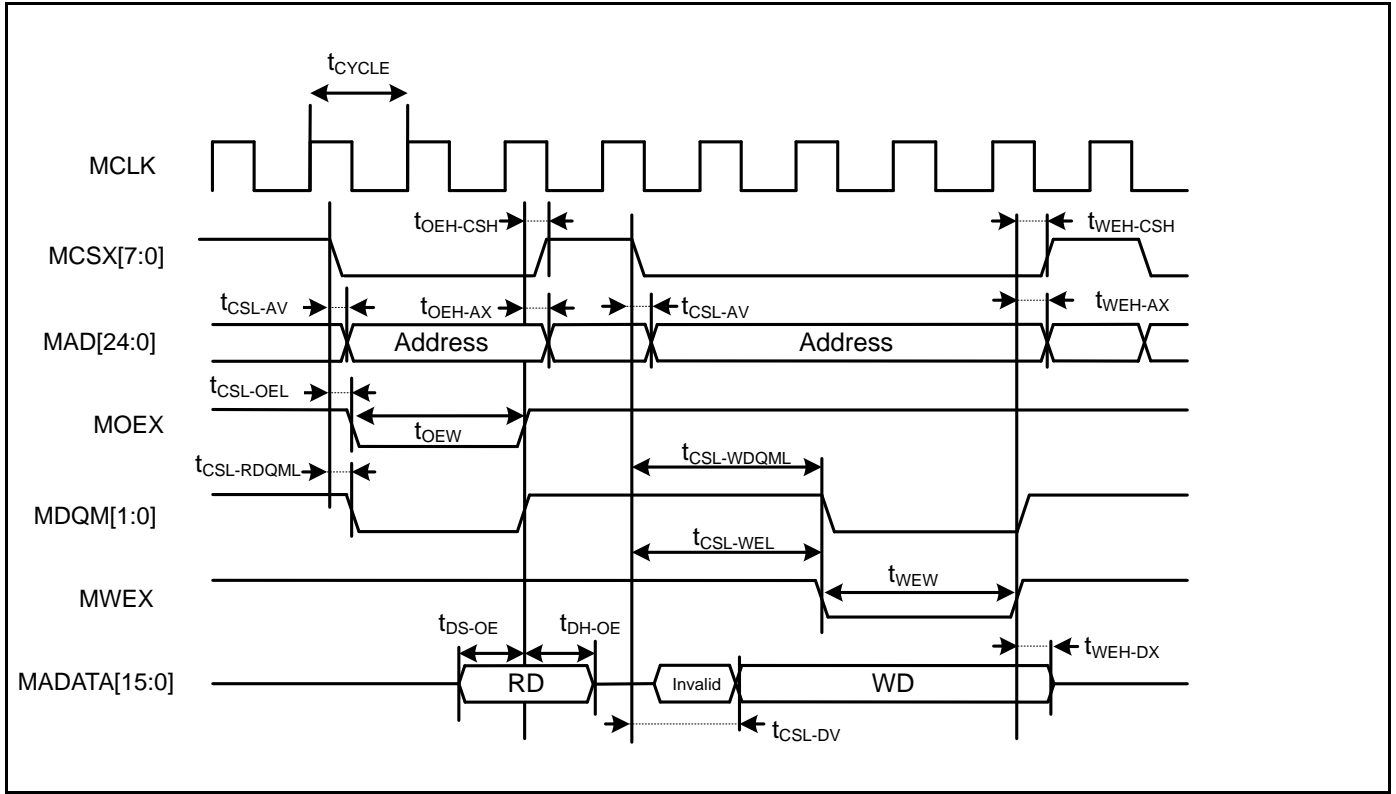 tCYCLE
MCLK
tOEH-CSH
tWEH-CSH
MCSX[7:0]
tCSL-AV
tOEH-AX
tCSL-AV
tWEH-AX
MAD[24:0]
Address
Address
tCSL-OEL
MOEX
tOEW
tCSL-RDQML
tCSL-WDQML
MDQM[1:0]
tCSL-WEL
MWEX
tWEW
tDS-OE
tDH-OE
tWEH-DX
MADATA[15:0]
RD
Invalid
WD
tCSL-DV